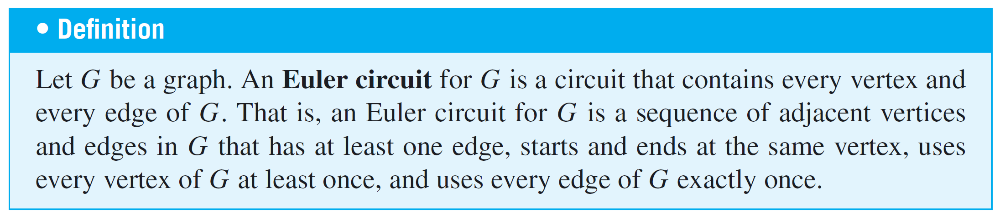 • Definition
Let G be a graph. An Euler circuit for G is a circuit that contains every vertex and
every edge of G. That is, an Euler circuit for G is a sequence of adjacent vertices
and edges in G that has at least one edge, starts and ends at the same vertex, uses
every vertex of G at least once, and uses every edge of G exactly once.